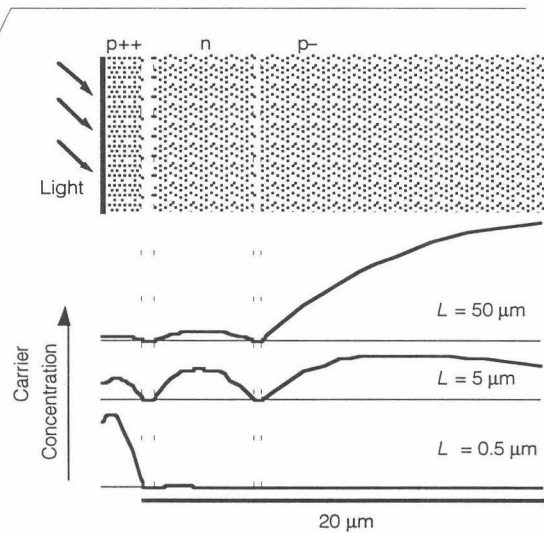 p++ n p–
Light
L = 50 µm
L = 5 µm
L = 0.5 µm
Carrier
Concentration
20 µm